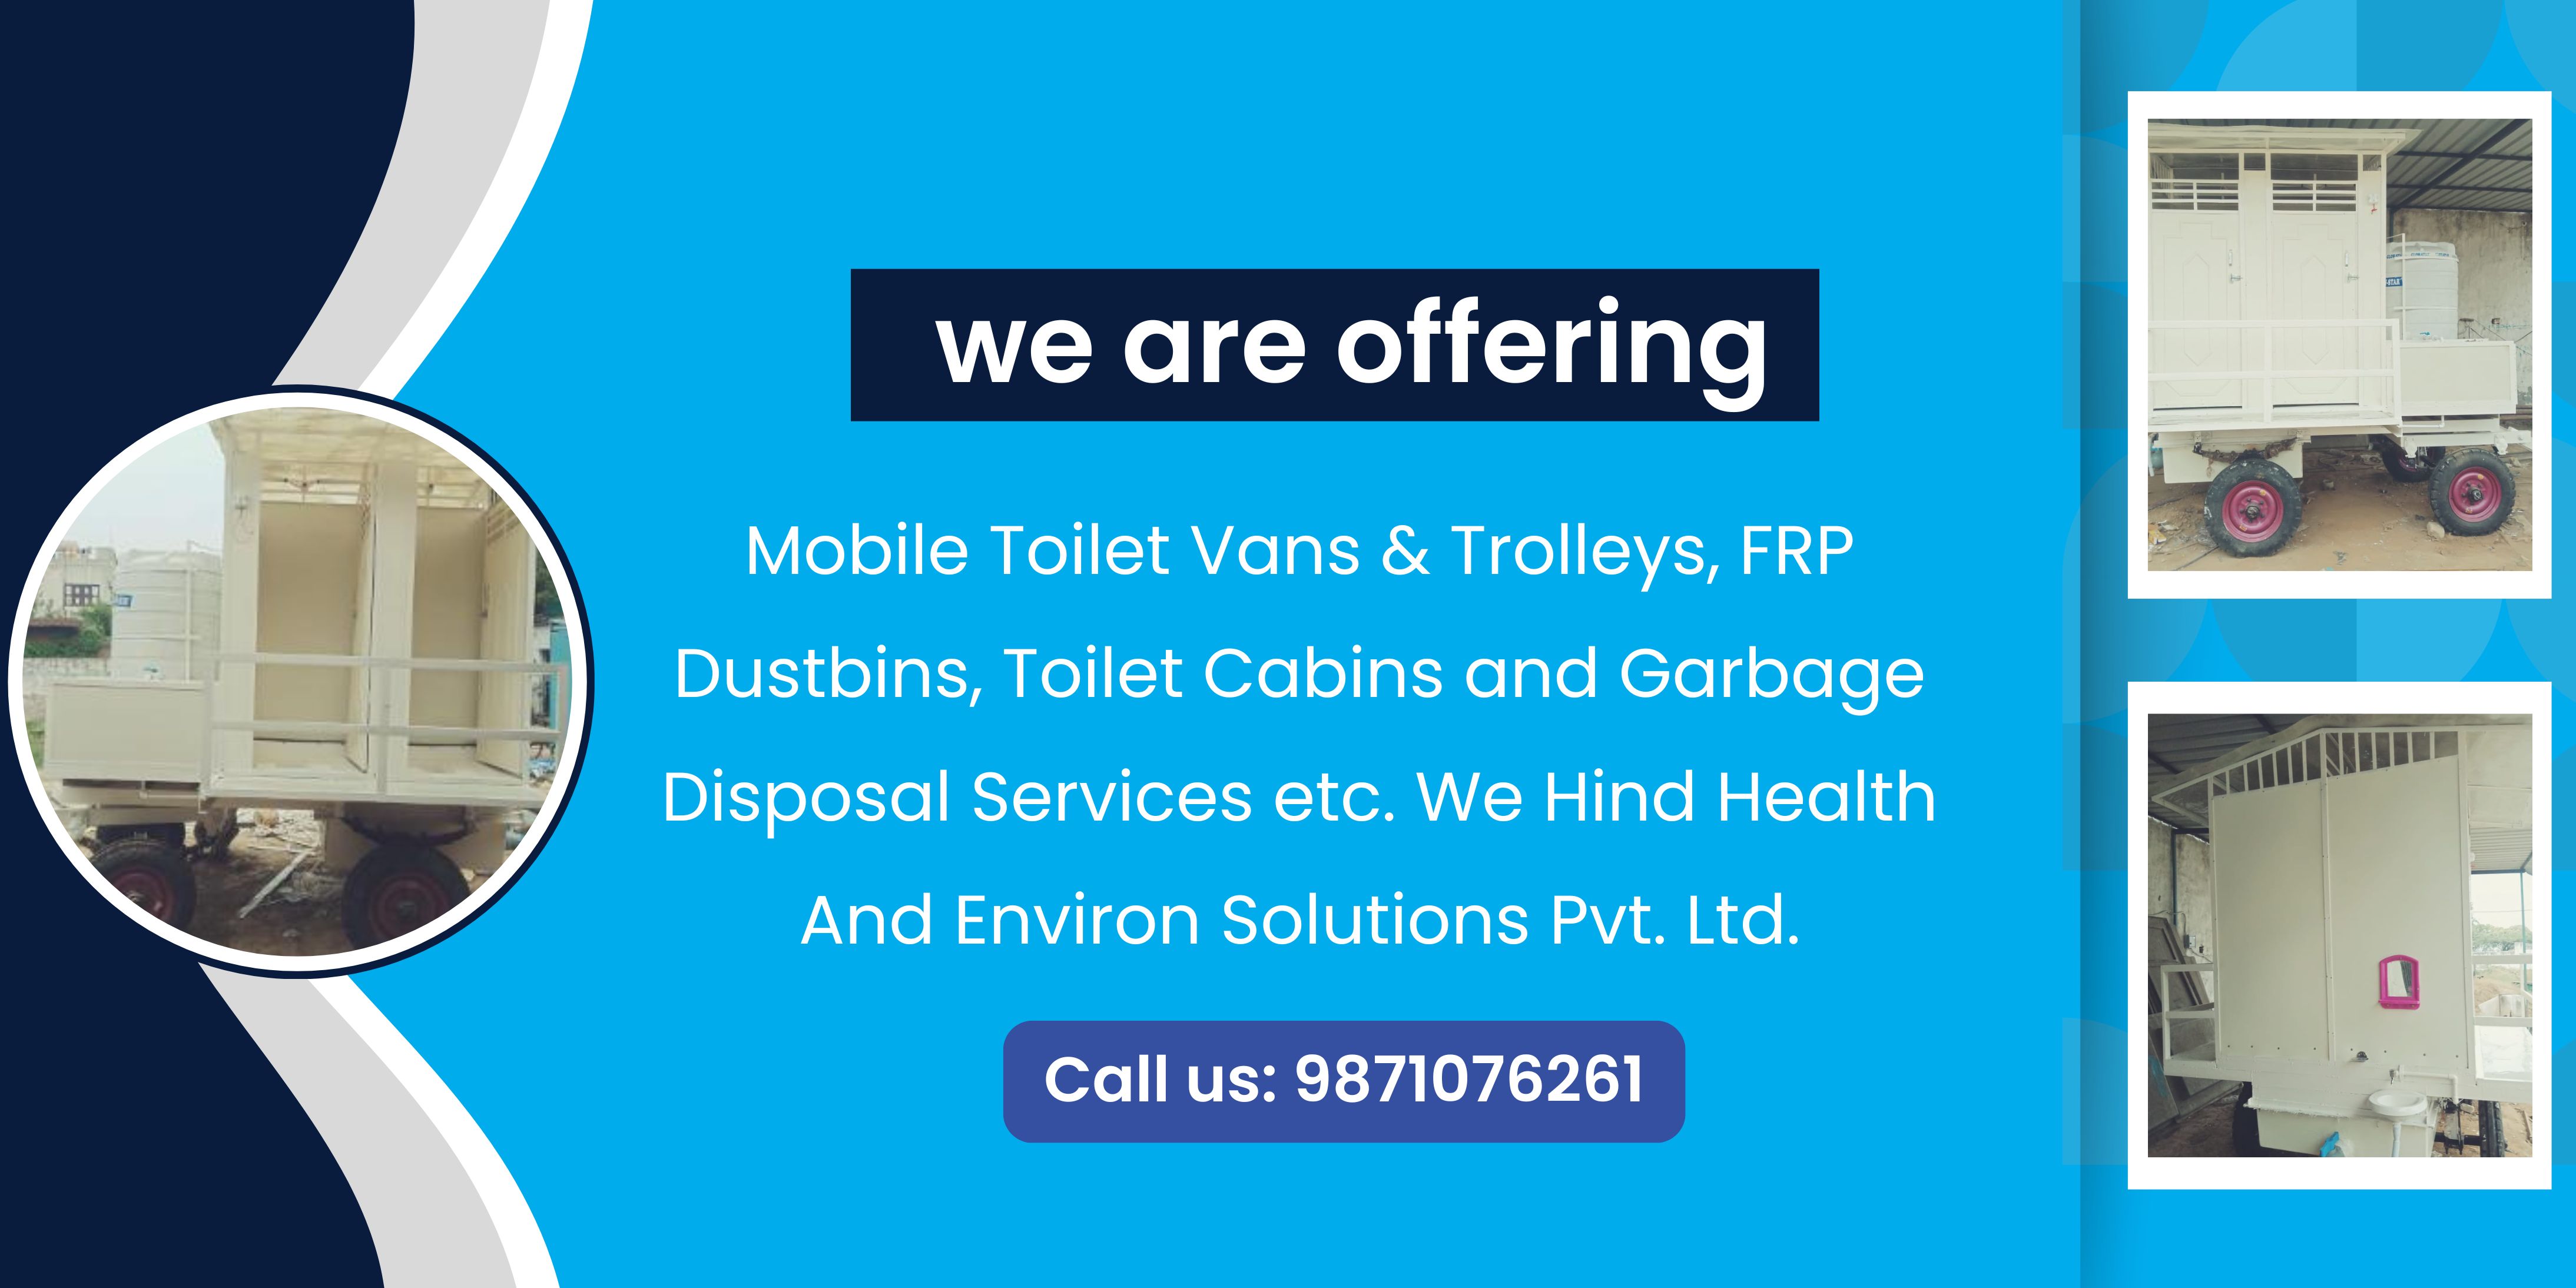 we are offering
Mobile Toilet Vans & Trolleys, FRP
Dustbins, Toilet Cabins and Garbage
Disposal Services etc. We Hind Health
And Environ Solutions Pvt. Ltd.
Call us: 9871076261